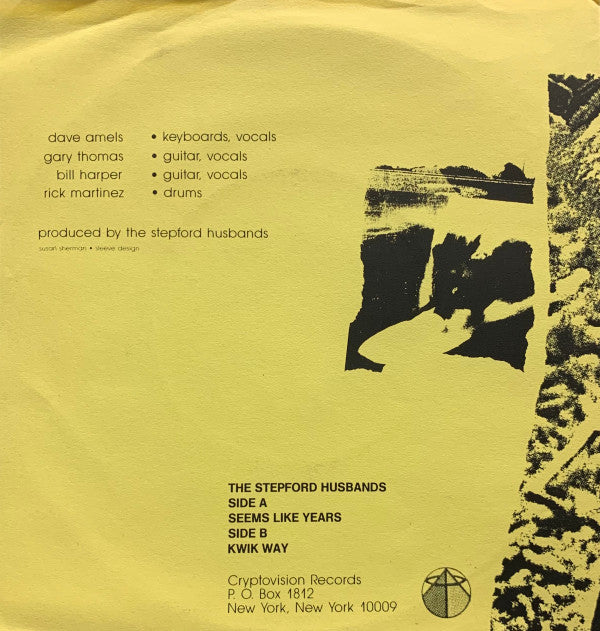 dave amels • keyboards, vocals
gary thomas • guitar, vocals
bill harper • guitar, vocals
rick martinez • drums
produced by the stepford husbands
susan sherman • sleeve design
THE STEPFORD HUSBANDS
SIDE A
SEEMS LIKE YEARS
SIDE B
KWIK WAY
Cryptovision Records
P. O. Box 1812
New York, New York 10009